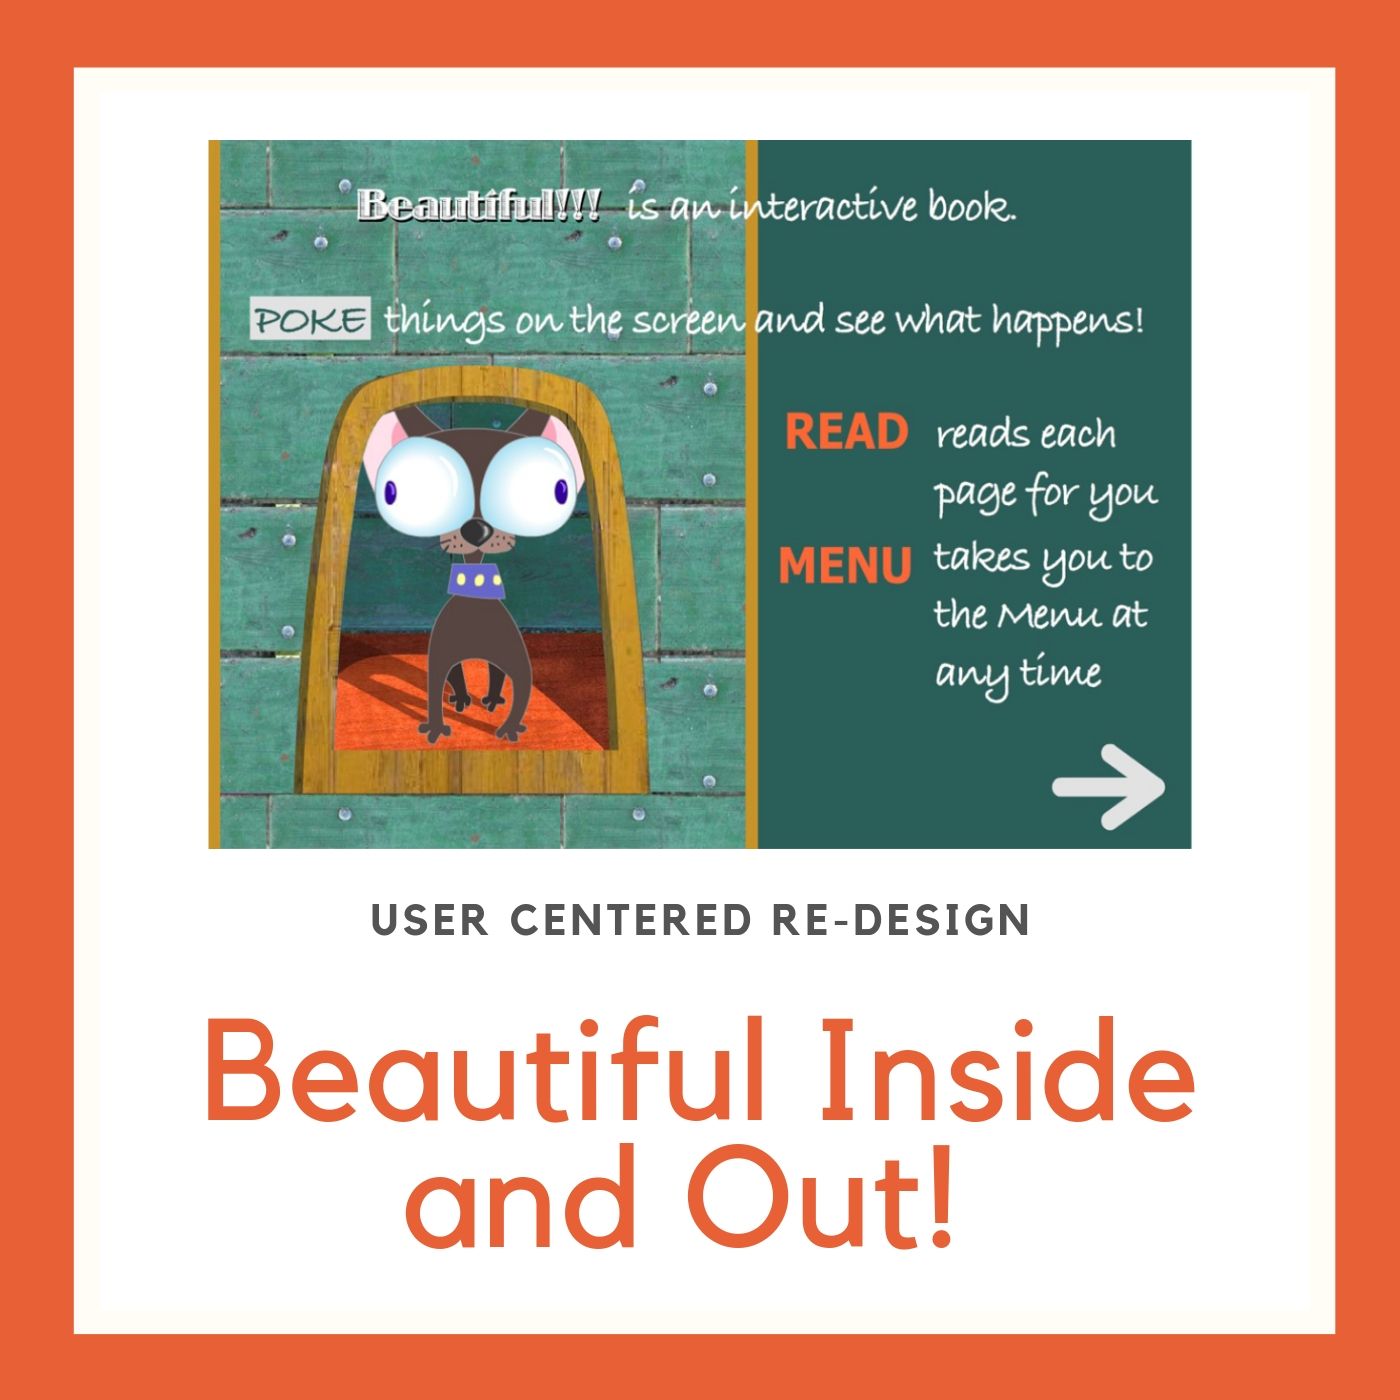 Beautiful!!! is an interactive book.
POKE things on the screen and see what happens!
READ reads each
page for you
MENU takes you to
the Menu at
any time
USER CENTERED RE-DESIGN
Beautiful Inside
and Out!